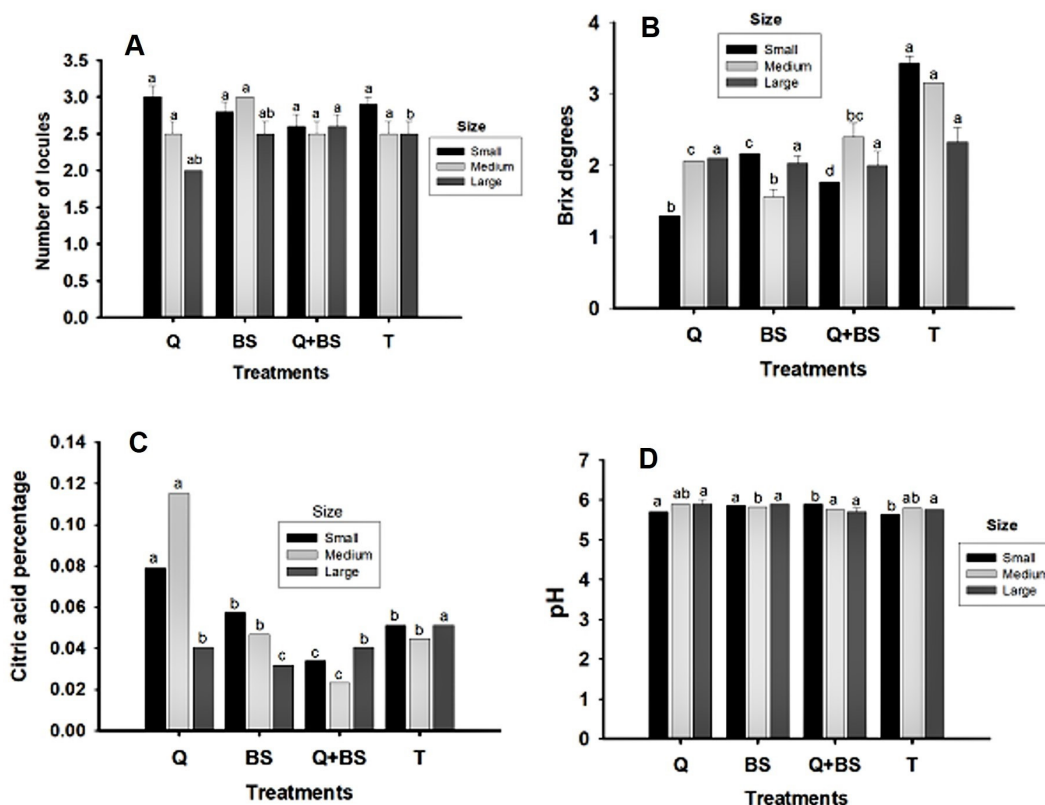 A
3.5
3.0
2.5
2.0
1.5
1.0
0.5
0.0
Number of locules
a a ab
a a ab
a a a
a a b
Q BS Q+BS T
Treatments
Size
Small
Medium
Large
B
4
3
2
1
0
Brix degrees
b c a
c b a
d bc a
a a a
Q BS Q+BS T
Treatments
Size
Small
Medium
Large
C
0.14
0.12
0.10
0.08
0.06
0.04
0.02
0.00
Citric acid percentage
a a b
b b c
c c b
b b a
Q BS Q+BS T
Treatments
Size
Small
Medium
Large
D
7
6
5
4
3
2
1
0
pH
a ab a
a b a
b a a
b ab a
Q BS Q+BS T
Treatments
Size
Small
Medium
Large